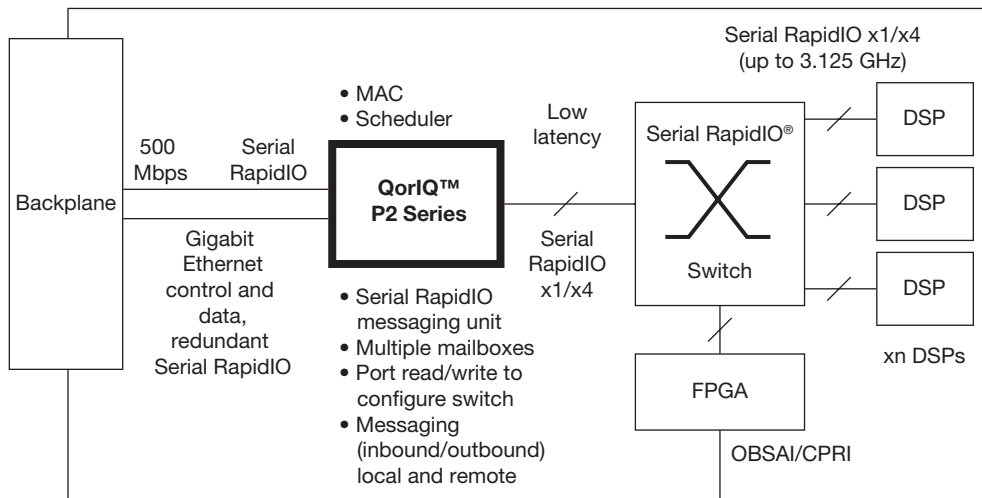 Serial RapidIO x1/x4
(up to 3.125 GHz)
• MAC
• Scheduler
Low
latency
Serial RapidIO®
DSP
500
Mbps
Serial
RapidIO
QorIQ™
P2 Series
Backplane
DSP
Gigabit
Ethernet
control and
data,
redundant
Serial RapidIO
Serial
RapidIO
x1/x4
Switch
DSP
• Serial RapidIO
messaging unit
• Multiple mailboxes
• Port read/write to
configure switch
• Messaging
(inbound/outbound)
local and remote
xn DSPs
FPGA
OBSAI/CPRI